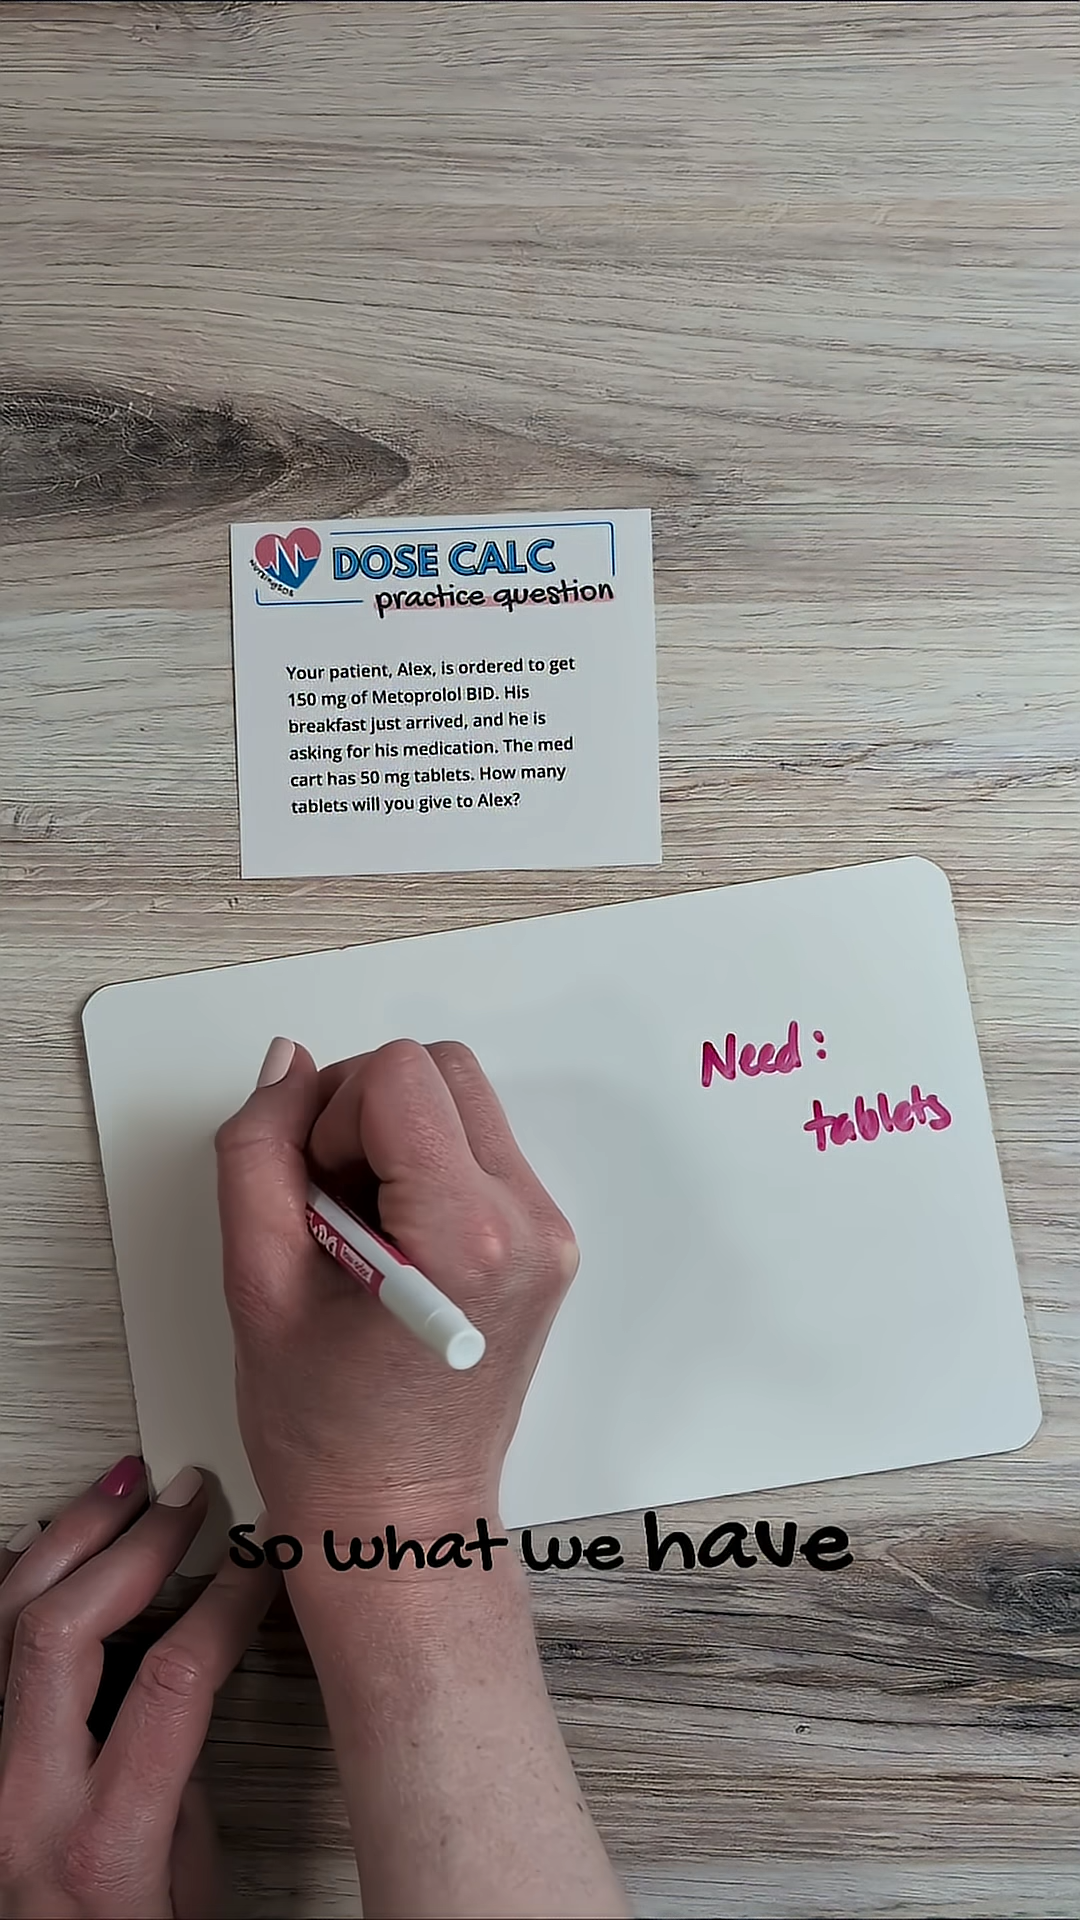 NURSING SOS
DOSE CALC
practice question
Your patient, Alex, is ordered to get
150 mg of Metoprolol BID. His
breakfast just arrived, and he is
asking for his medication. The med
cart has 50 mg tablets. How many
tablets will you give to Alex?
Need:
tablets
So what we have